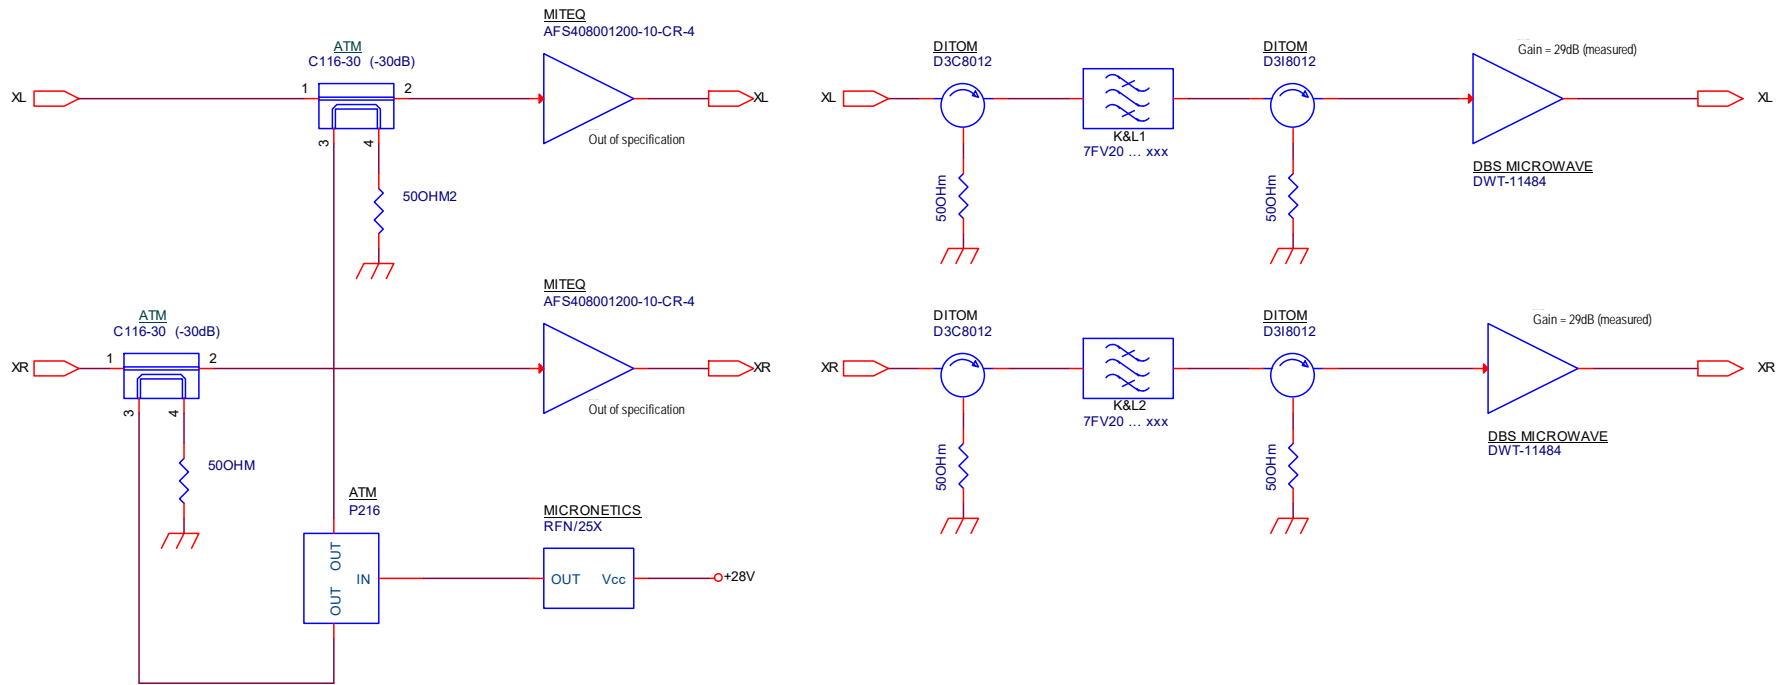 MITEQ
AFS408001200-10-CR-4
ATM
C116-30 (-30dB)
1
2
XL
XL
3
4
Out of specification
50OHM2
MITEQ
AFS408001200-10-CR-4
ATM
C116-30 (-30dB)
1
2
XR
XR
3
4
Out of specification
50OHM
ATM
P216
MICRONETICS
RFN/25X
OUT
OUT
IN
OUT
Vcc
+28V
DITOM
D3C8012
DITOM
D3I8012
Gain = 29dB (measured)
XL
XL
K&L1
7FV20 ... xxx
DBS MICROWAVE
DWT-11484
50OHm
50OHm
DITOM
D3C8012
DITOM
D3I8012
Gain = 29dB (measured)
XR
XR
K&L2
7FV20 ... xxx
DBS MICROWAVE
DWT-11484
50OHm
50OHm